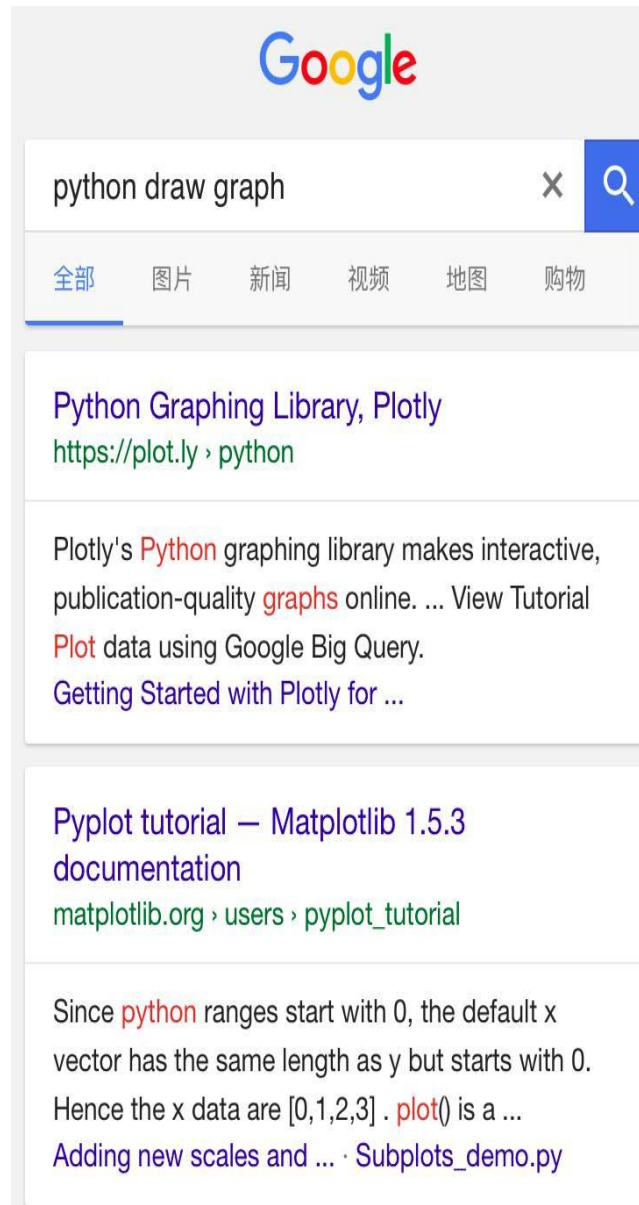 Google
python draw graph
全部 图片 新闻 视频 地图 购物
Python Graphing Library, Plotly
https://plot.ly › python
Plotly's Python graphing library makes interactive,
publication-quality graphs online. ... View Tutorial
Plot data using Google Big Query.
Getting Started with Plotly for ...
Pyplot tutorial — Matplotlib 1.5.3
documentation
matplotlib.org › users › pyplot_tutorial
Since python ranges start with 0, the default x
vector has the same length as y but starts with 0.
Hence the x data are [0,1,2,3] . plot() is a ...
Adding new scales and ... · Subplots_demo.py